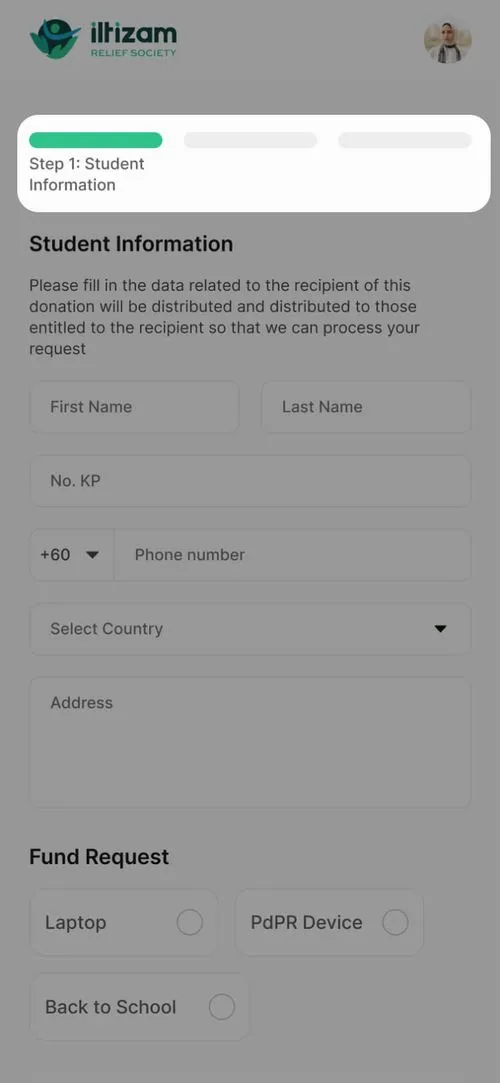 iltizam
RELIEF SOCIETY
Step 1: Student
Information
Student Information
Please fill in the data related to the recipient of this
donation will be distributed and distributed to those
entitled to the recipient so that we can process your
request
First Name
Last Name
No. KP
+60
Phone number
Select Country
Address
Fund Request
Laptop
PdPR Device
Back to School